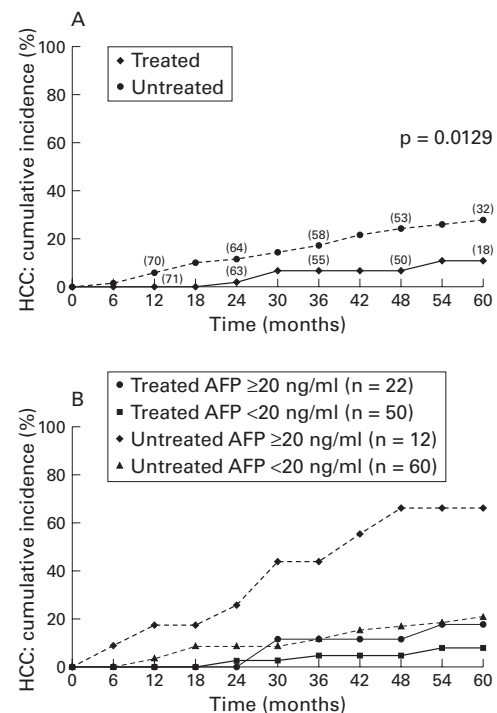 A
HCC: cumulative incidence (%)
100
80
60
40
20
0
Treated
Untreated
p = 0.0129
(70)
(71)
(64)
(63)
(58)
(55)
(53)
(50)
(32)
(18)
0 6 12 18 24 30 36 42 48 54 60
Time (months)
B
HCC: cumulative incidence (%)
100
80
60
40
20
0
Treated AFP ≥20 ng/ml (n = 22)
Treated AFP <20 ng/ml (n = 50)
Untreated AFP ≥20 ng/ml (n = 12)
Untreated AFP <20 ng/ml (n = 60)
0 6 12 18 24 30 36 42 48 54 60
Time (months)